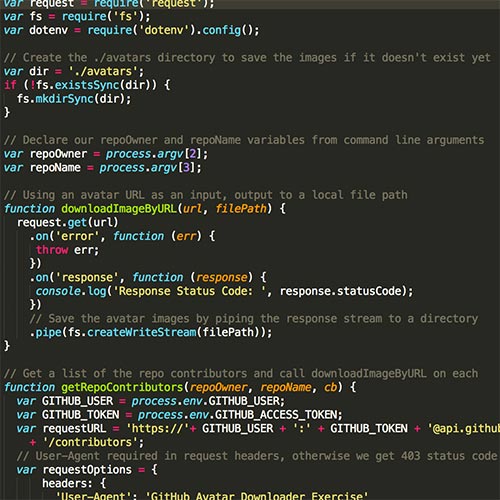 var request = require('request');
var fs = require('fs');
var dotenv = require('dotenv').config();
// Create the ./avatars directory to save the images if it doesn't exist yet
var dir = './avatars';
if (!fs.existsSync(dir)) {
fs.mkdirSync(dir);
}
// Declare our repoOwner and repoName variables from command line arguments
var repoOwner = process.argv[2];
var repoName = process.argv[3];
// Using an avatar URL as an input, output to a local file path
function downloadImageByURL(url, filePath) {
request.get(url)
.on('error', function (err) {
throw err;
})
.on('response', function (response) {
console.log('Response Status Code: ', response.statusCode);
})
// Save the avatar images by piping the response stream to a directory
.pipe(fs.createWriteStream(filePath));
}
// Get a list of the repo contributors and call downloadImageByURL on each
function getRepoContributors(repoOwner, repoName, cb) {
var GITHUB_USER = process.env.GITHUB_USER;
var GITHUB_TOKEN = process.env.GITHUB_ACCESS_TOKEN;
var requestURL = 'https://'+ GITHUB_USER + ':' + GITHUB_TOKEN + '@api.github
+ '/contributors';
// User-Agent required in request headers, otherwise we get 403 status code
var requestOptions = {
headers: {
'User-Agent': 'GitHub Avatar Downloader Exercise'